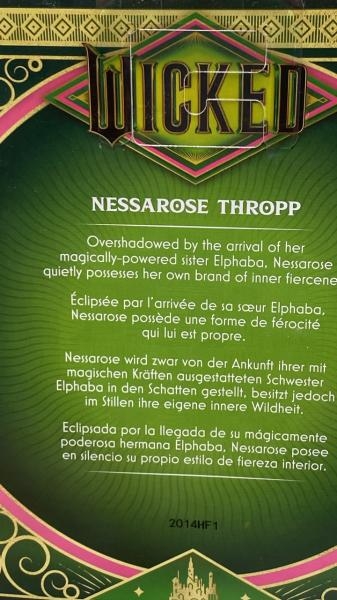 WICKED
NESSAROSE THROPP
Overshadowed by the arrival of her
magically-powered sister Elphaba, Nessarose
quietly possesses her own brand of inner
Éclipsée par l'arrivée de sa sœur Elphaba,
Nessarose possède une forme de férocité
qui lui est propre.
Nessarose wird zwar von der Ankunft ihrer mit
magischen Kräften ausgestatteten Schwester
Elphaba in den Schatten gestellt, besitzt jedoch
im Stillen ihre eigene innere Wildheit.
Eclipsada por la llegada de su mágicamente
poderosa hermana Elphaba, Nessarose posee
en silencio su propio estilo de fiereza interior.
2014HF1